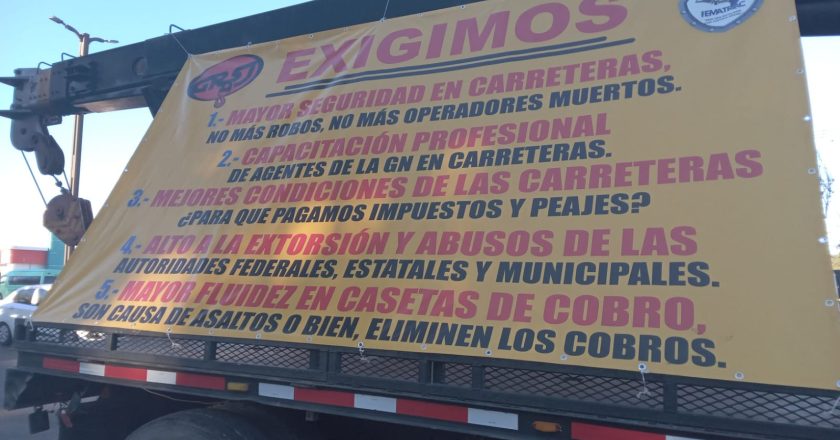 FEMATRAC
EXIGIMOS
1.- MAYOR SEGURIDAD EN CARRETERAS,
NO MÁS ROBOS, NO MÁS OPERADORES MUERTOS.
2.- CAPACITACIÓN PROFESIONAL
DE AGENTES DE LA GN EN CARRETERAS.
3.- MEJORES CONDICIONES DE LAS CARRETERAS
¿PARA QUE PAGAMOS IMPUESTOS Y PEAJES?
4.- ALTO A LA EXTORSIÓN Y ABUSOS DE LAS
AUTORIDADES FEDERALES, ESTATALES Y MUNICIPALES.
5.- MAYOR FLUIDEZ EN CASETAS DE COBRO,
SON CAUSA DE ASALTOS O BIEN, ELIMINEN LOS COBROS.